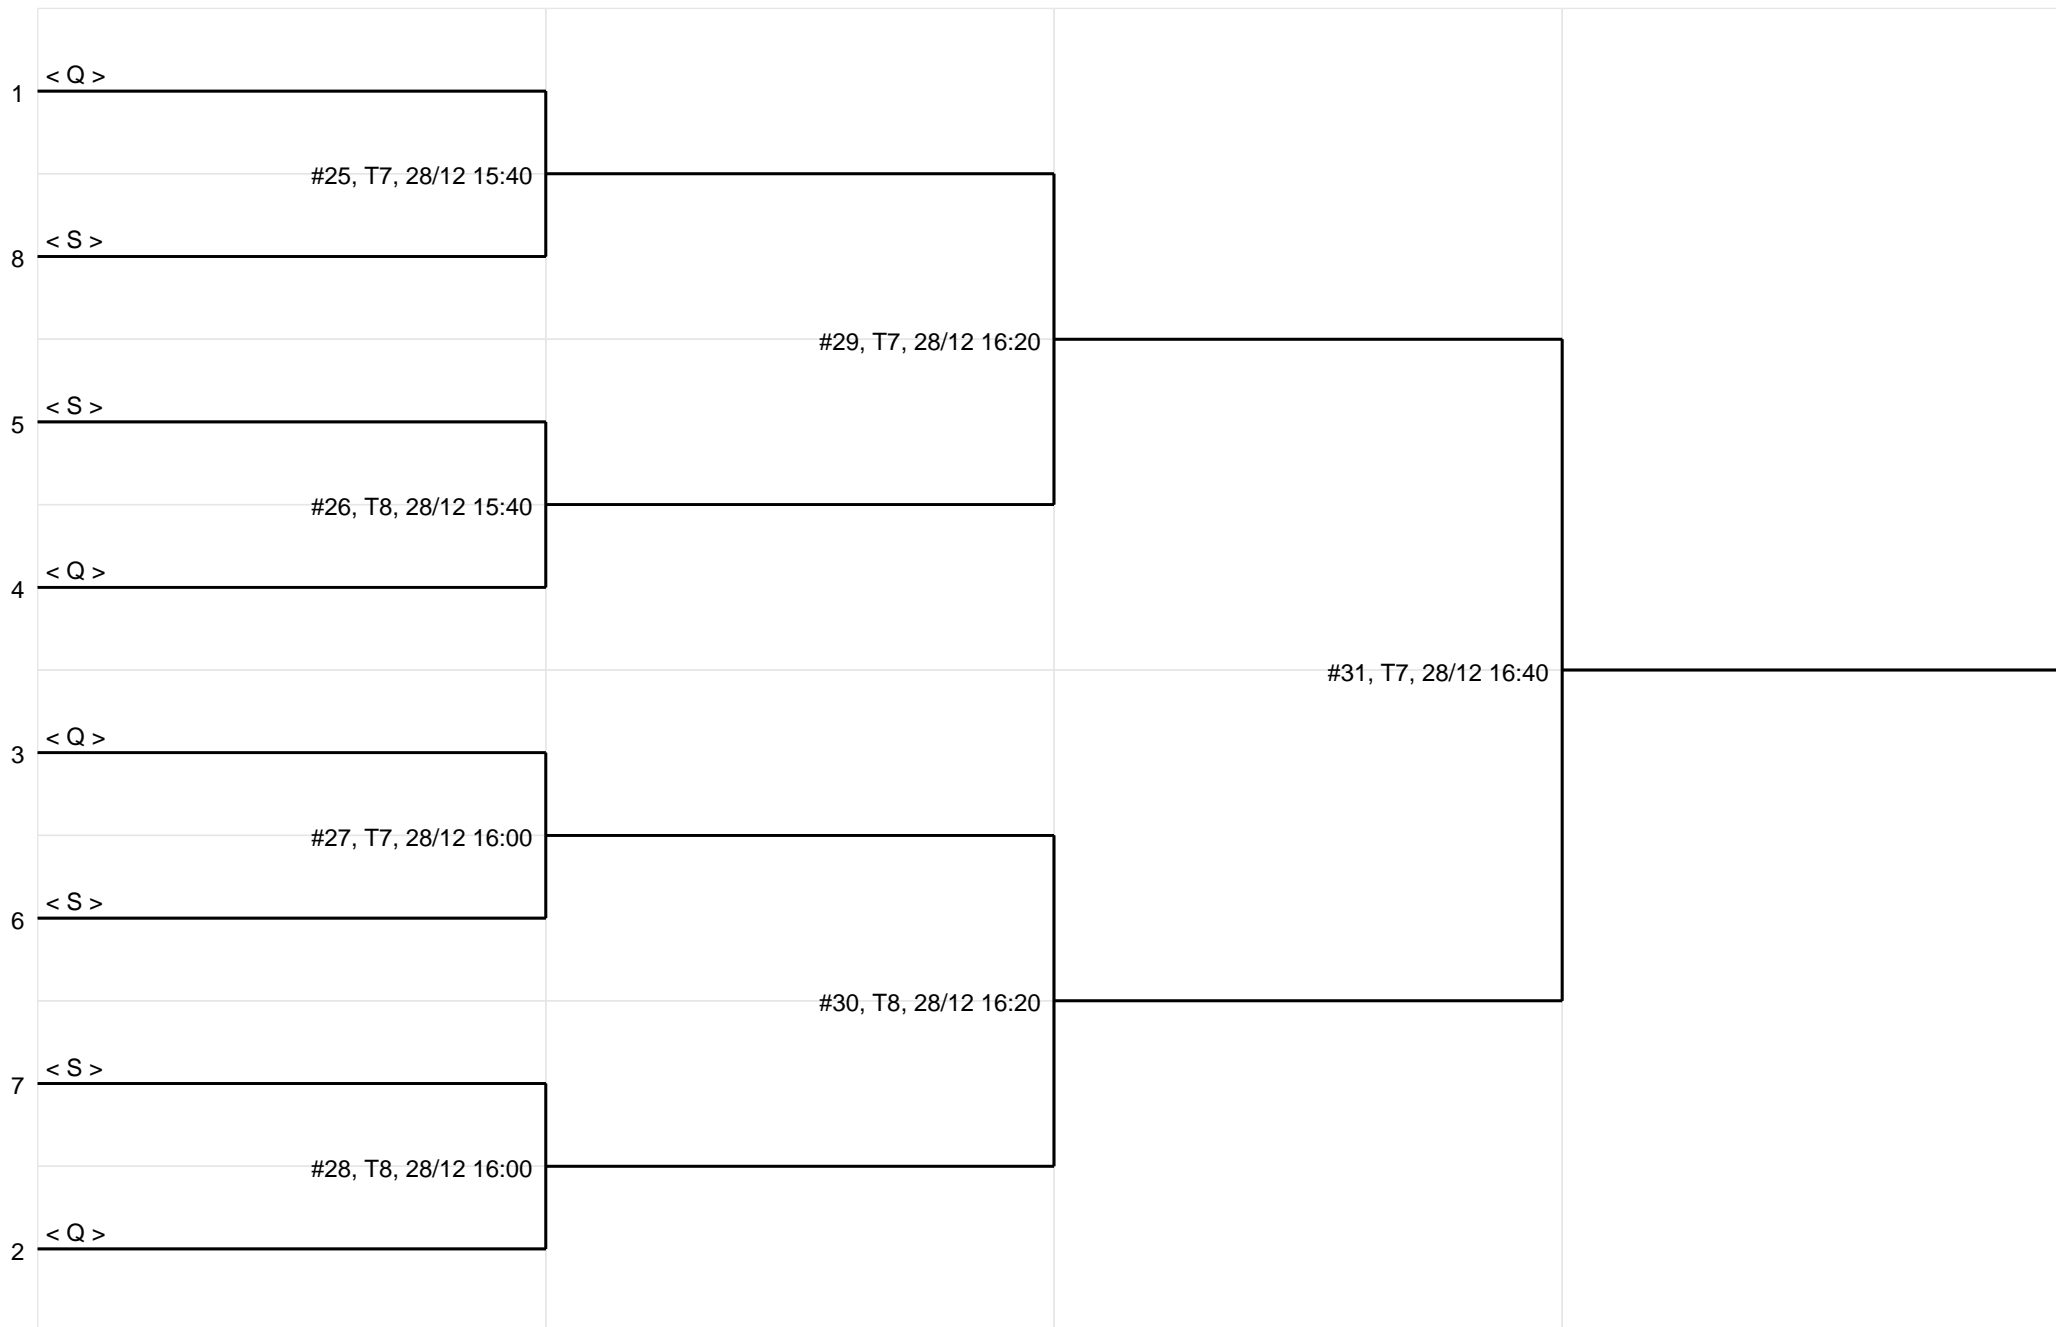 < Q >
1
#25, T7, 28/12 15:40
< S >
8
#29, T7, 28/12 16:20
< S >
5
#26, T8, 28/12 15:40
< Q >
4
#31, T7, 28/12 16:40
< Q >
3
#27, T7, 28/12 16:00
< S >
6
#30, T8, 28/12 16:20
< S >
7
#28, T8, 28/12 16:00
< Q >
2